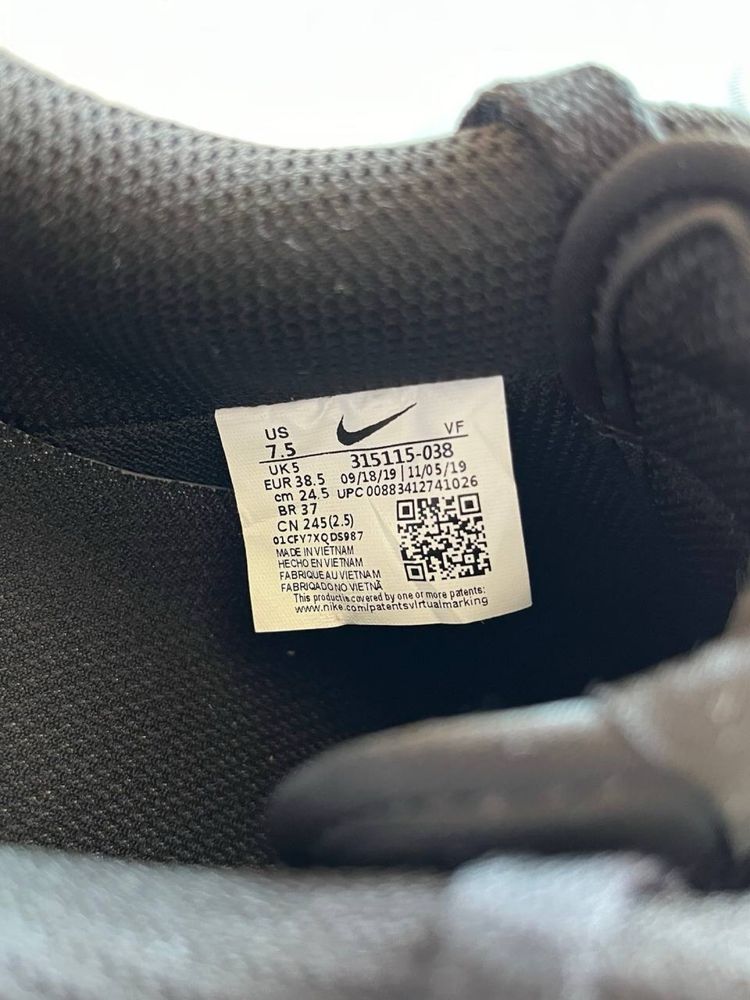 US VF
7.5
UK 5 315115-038
EUR 38.5 09/18/19 | 11/05/19
cm 24.5 UPC 00883412741026
BR 37
CN 245(2.5)
01CFY7XQDS987
MADE IN VIETNAM
HECHO EN VIETNAM
FABRIQUE AU VIETNAM
FABRIQADO NO VIETNÃ
This product is covered by one or more patents:
www.nike.com/patentsvirtualmarking